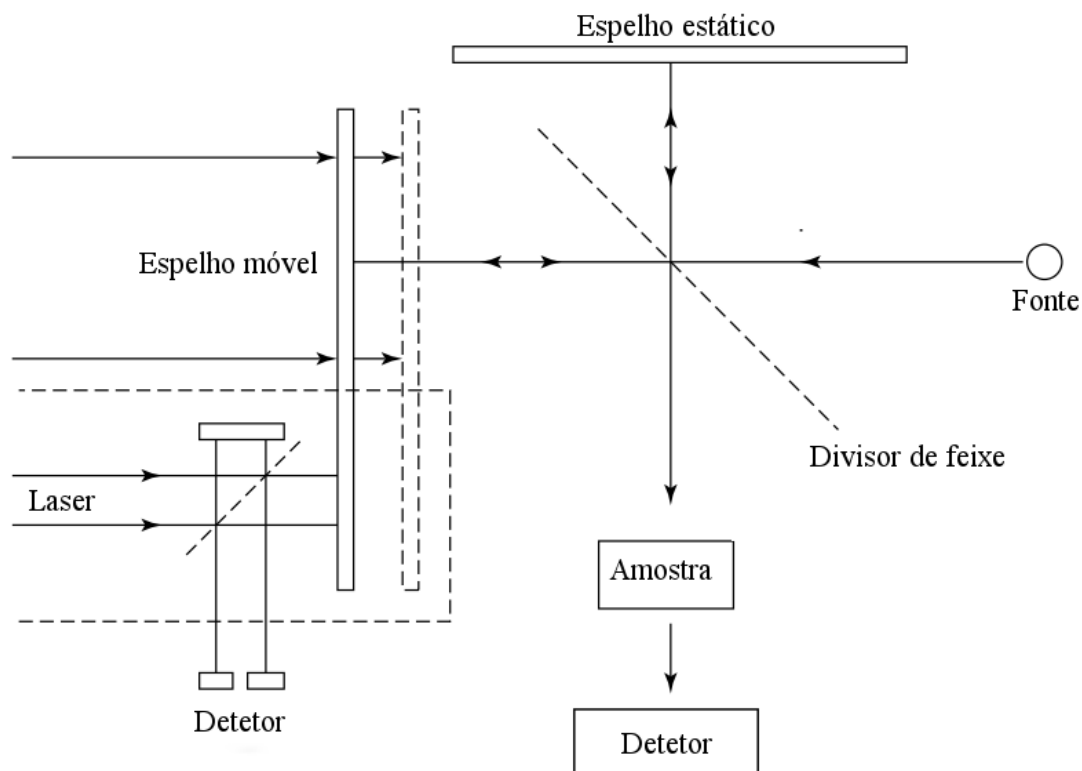 Espelho estático
Espelho móvel
Fonte
Divisor de feixe
Laser
Amostra
Detetor
Detetor